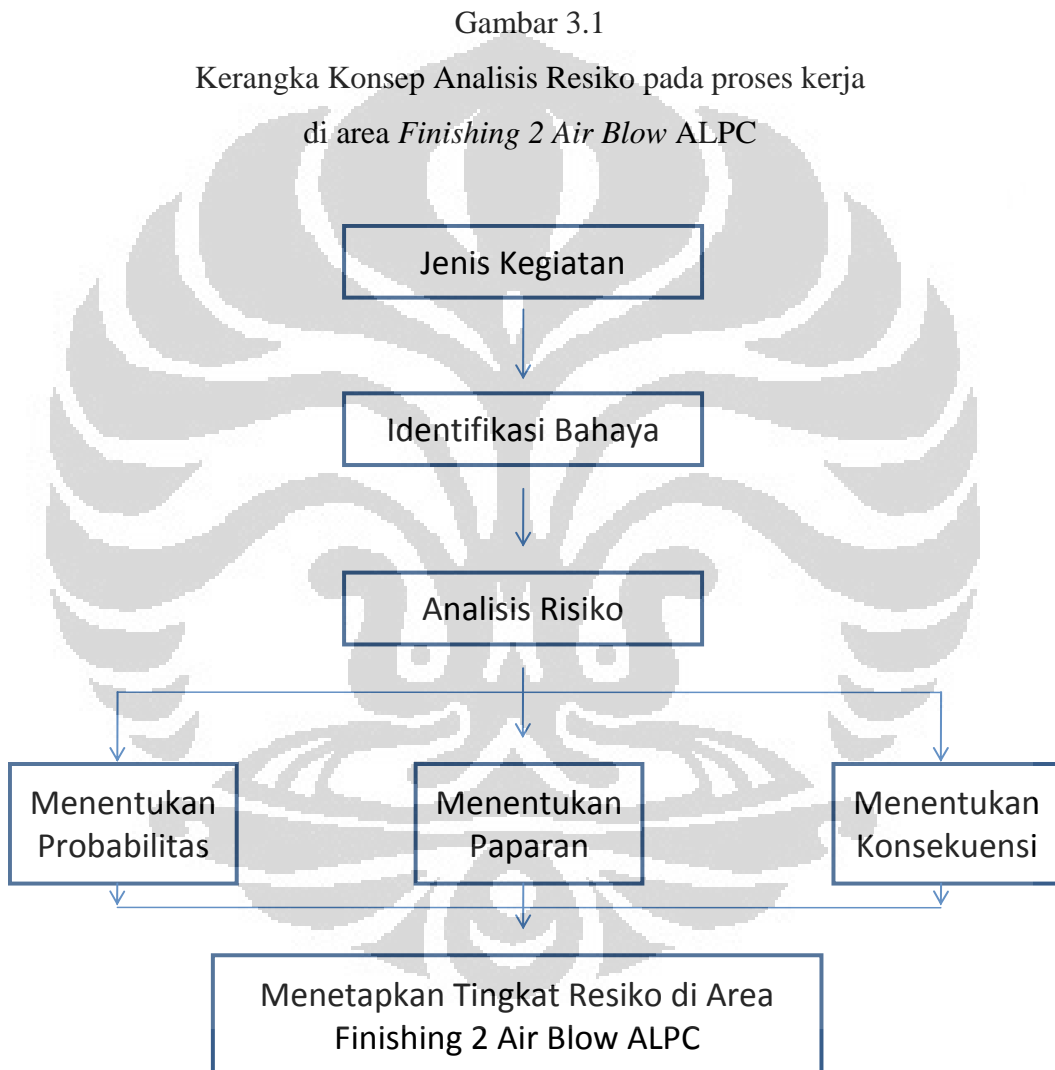 Gambar 3.1
Kerangka Konsep Analisis Resiko pada proses kerja
di area Finishing 2 Air Blow ALPC
Jenis Kegiatan
Identifikasi Bahaya
Analisis Risiko
Menentukan
Probabilitas
Menentukan
Paparan
Menentukan
Konsekuensi
Menetapkan Tingkat Resiko di Area
Finishing 2 Air Blow ALPC